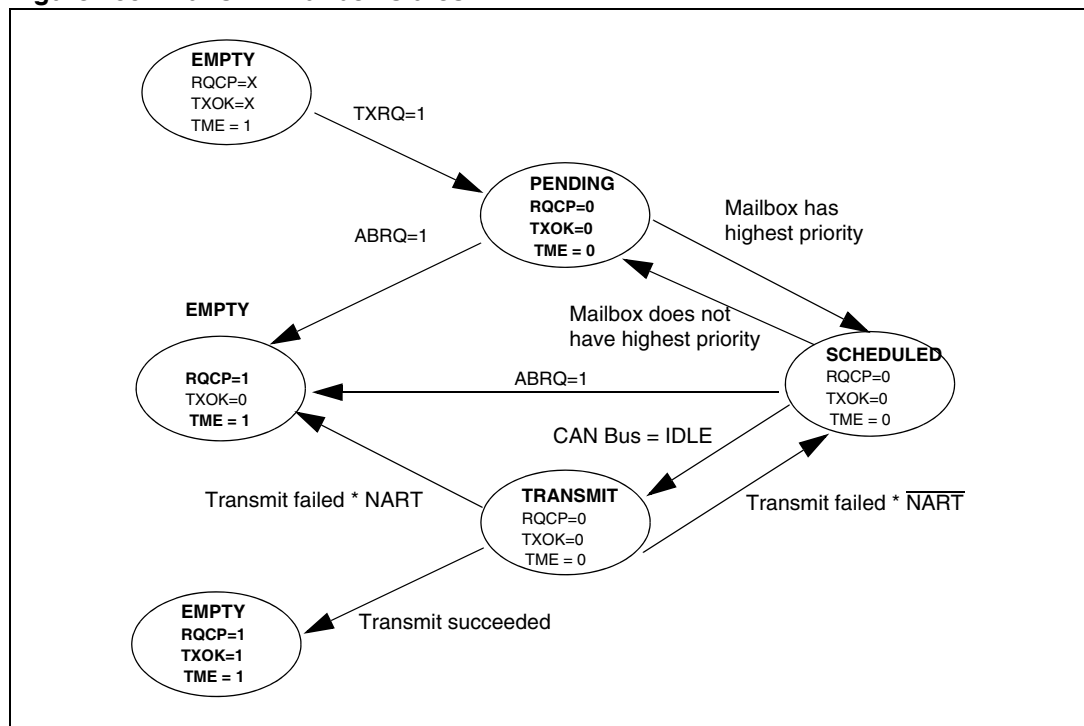 EMPTY
RQCP=X
TXOK=X
TME = 1
TXRQ=1
PENDING
RQCP=0
TXOK=0
TME = 0
Mailbox has
highest priority
ABRQ=1
EMPTY
Mailbox does not
have highest priority
RQCP=1
TXOK=0
TME = 1
ABRQ=1
SCHEDULED
RQCP=0
TXOK=0
TME = 0
CAN Bus = IDLE
Transmit failed * NART
TRANSMIT
RQCP=0
TXOK=0
TME = 0
Transmit failed * N̅A̅R̅T̅
EMPTY
RQCP=1
TXOK=1
TME = 1
Transmit succeeded